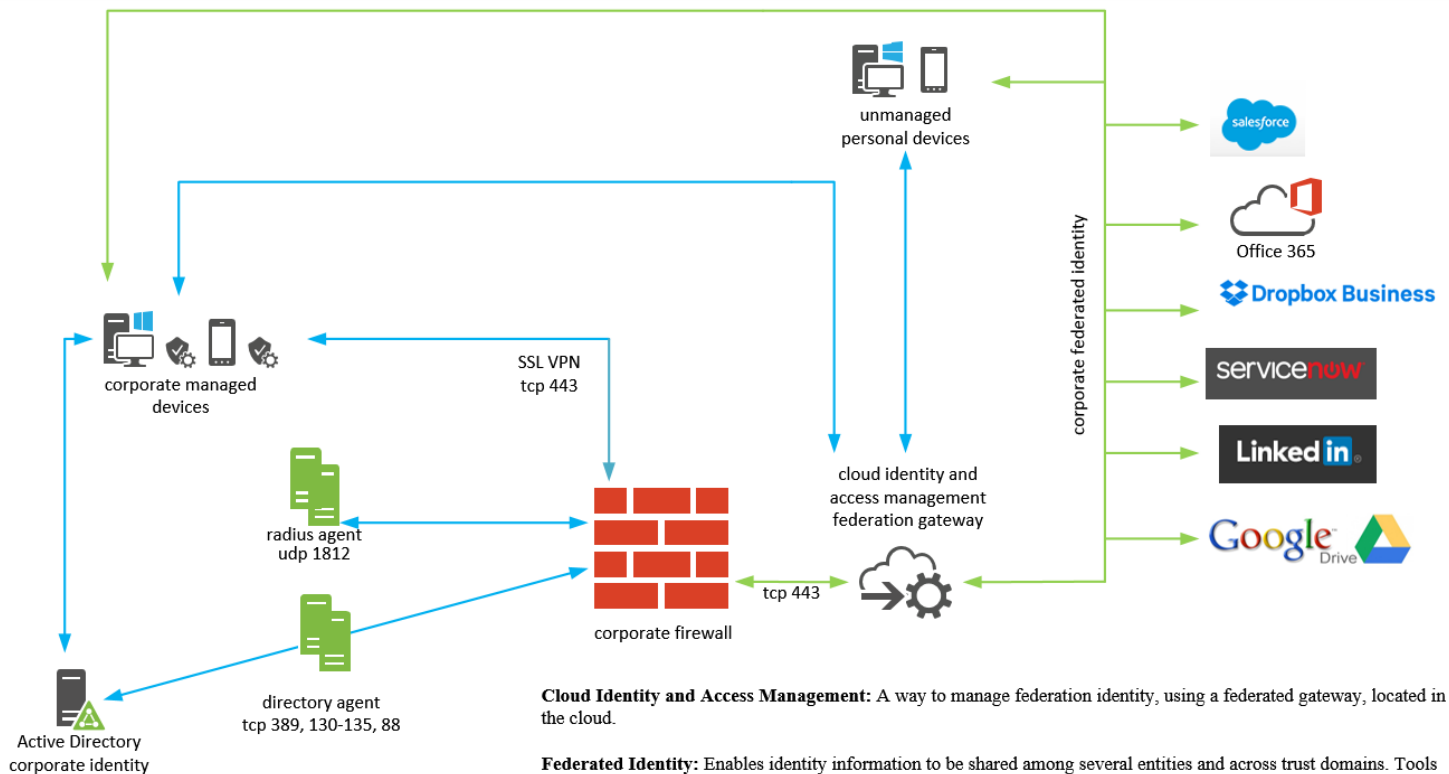 unmanaged
personal devices
salesforce
Office 365
Dropbox Business
servicenow
LinkedIn®
Google™
Drive
corporate federated identity
corporate managed
devices
SSL VPN
tcp 443
radius agent
udp 1812
cloud identity and
access management
federation gateway
tcp 443
corporate firewall
directory agent
tcp 389, 130-135, 88
Active Directory
corporate identity
Cloud Identity and Access Management: A way to manage federation identity, using a federated gateway, located in
the cloud.
Federated Identity: Enables identity information to be shared among several entities and across trust domains. Tools